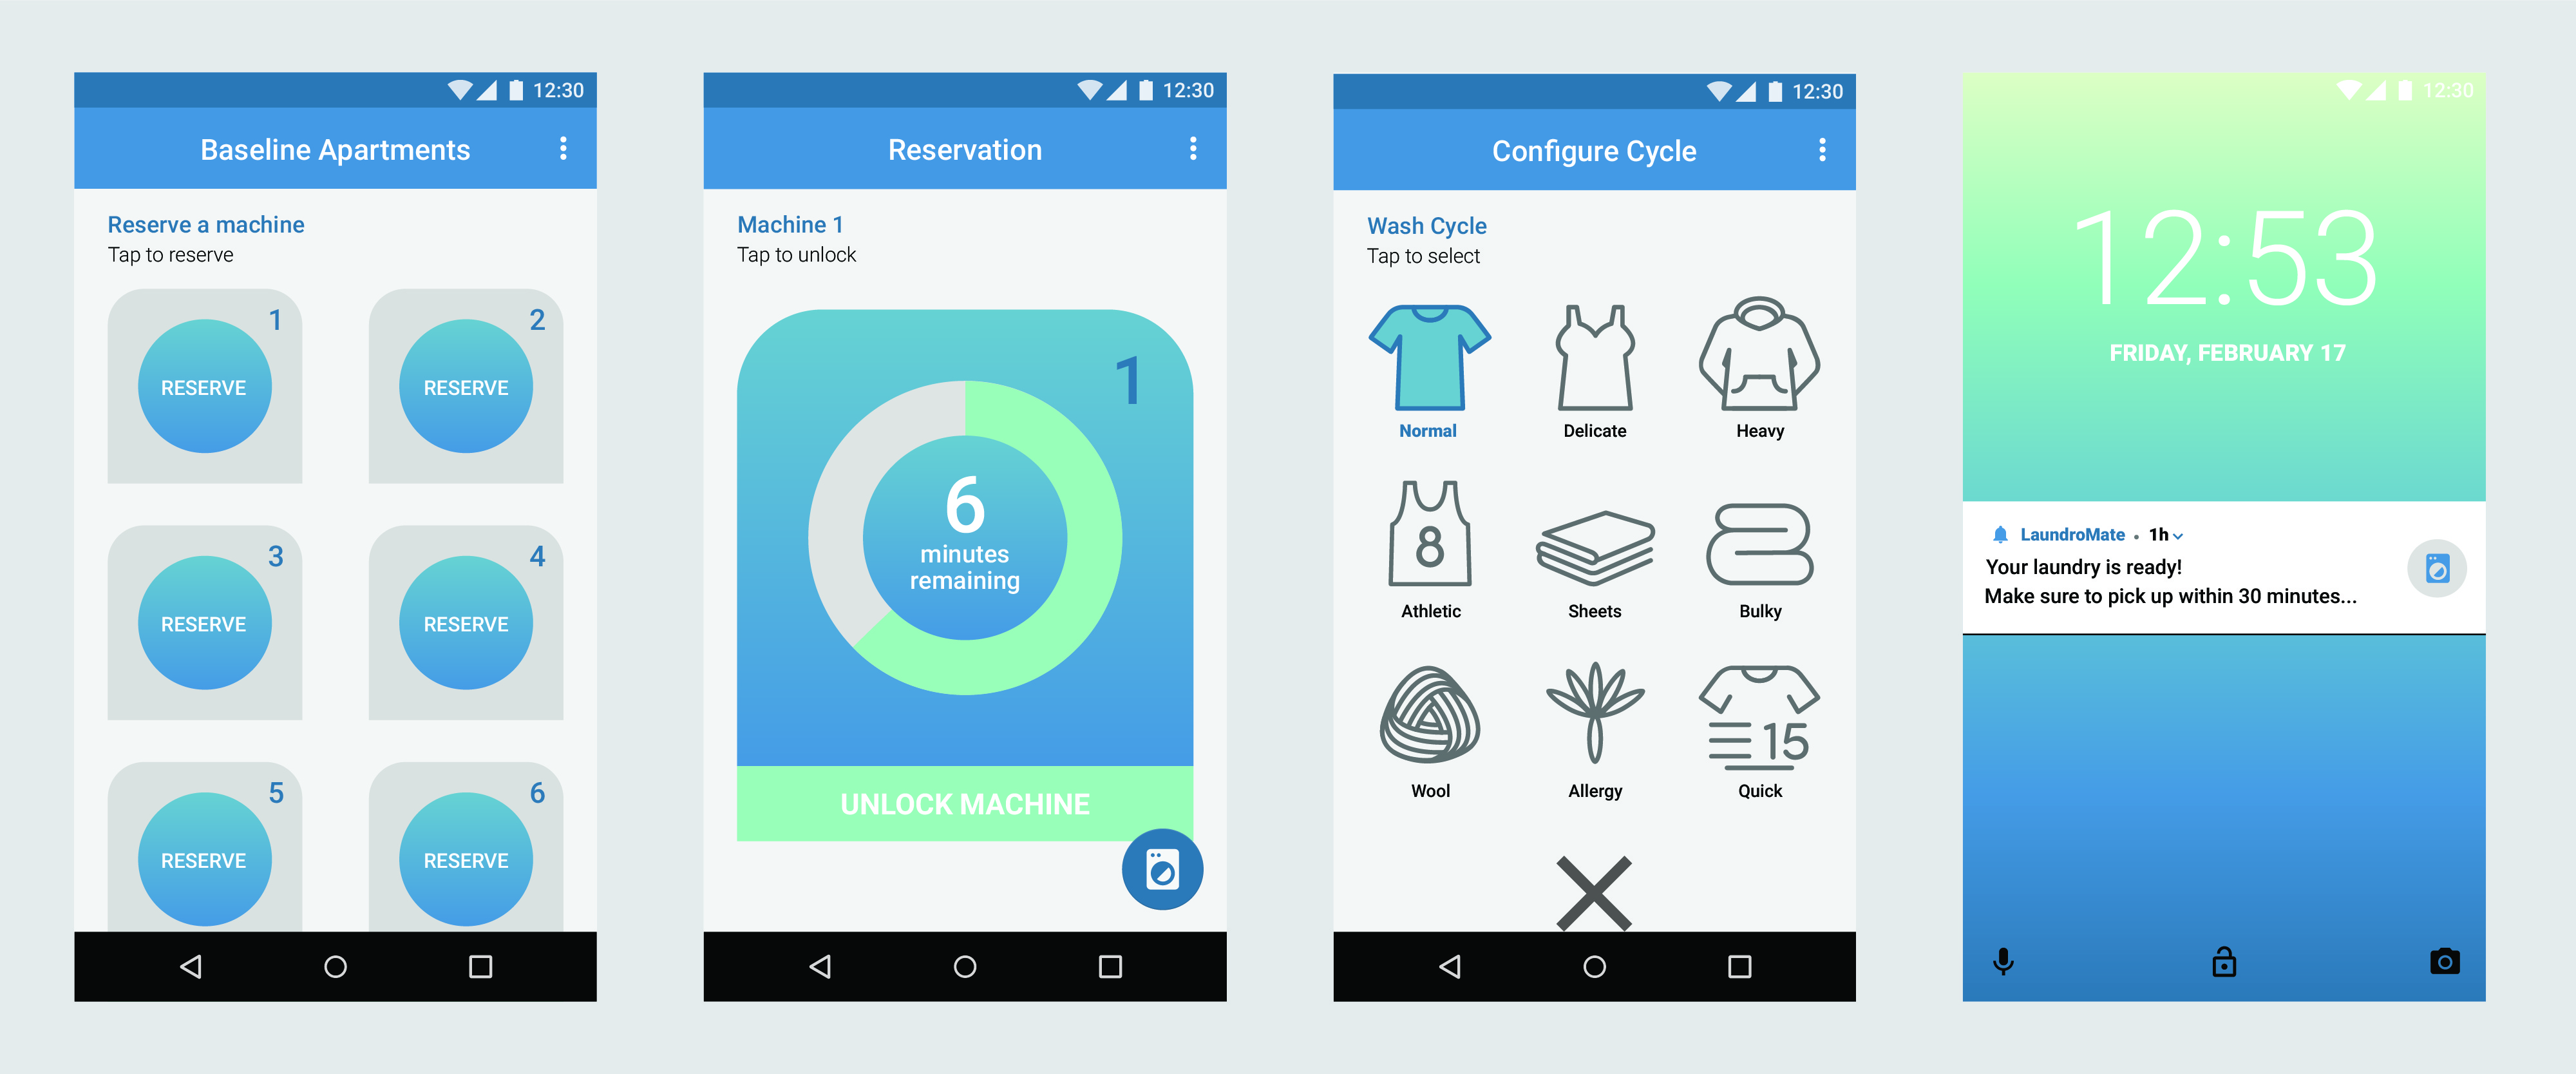 12:30
Baseline Apartments
Reserve a machine
Tap to reserve
1
RESERVE
2
RESERVE
3
RESERVE
4
RESERVE
5
RESERVE
6
RESERVE
12:30
Reservation
Machine 1
Tap to unlock
1
6
minutes
remaining
UNLOCK MACHINE
12:30
Configure Cycle
Wash Cycle
Tap to select
Normal
Delicate
Heavy
8
Athletic
Sheets
Bulky
Wool
Allergy
15
Quick
12:30
12:53
FRIDAY, FEBRUARY 17
LaundroMate • 1h
Your laundry is ready!
Make sure to pick up within 30 minutes...